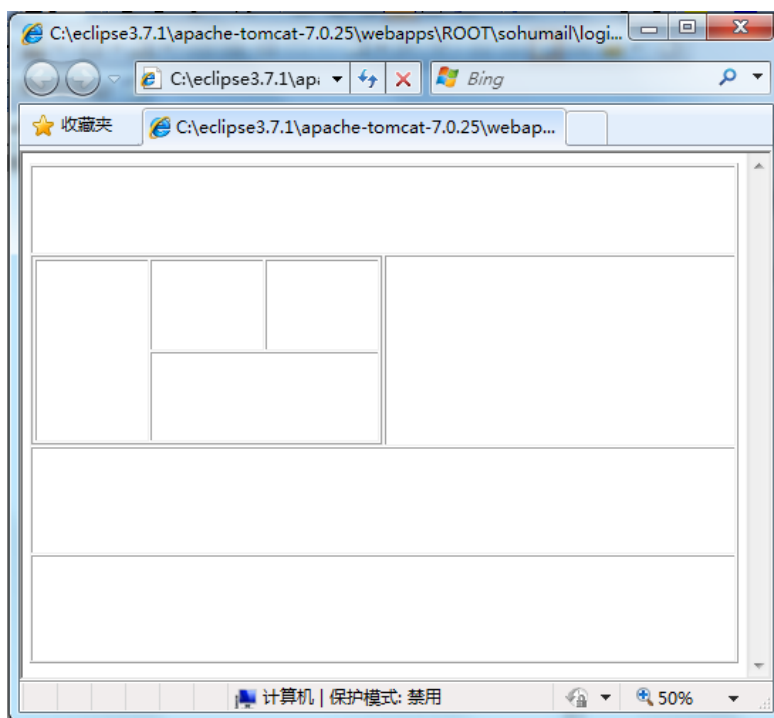 C:\eclipse3.7.1\apache-tomcat-7.0.25\webapps\ROOT\sohumail\logi...
C:\eclipse3.7.1\ap
Bing
收藏夹
C:\eclipse3.7.1\apache-tomcat-7.0.25\webap...
计算机 | 保护模式: 禁用
50%